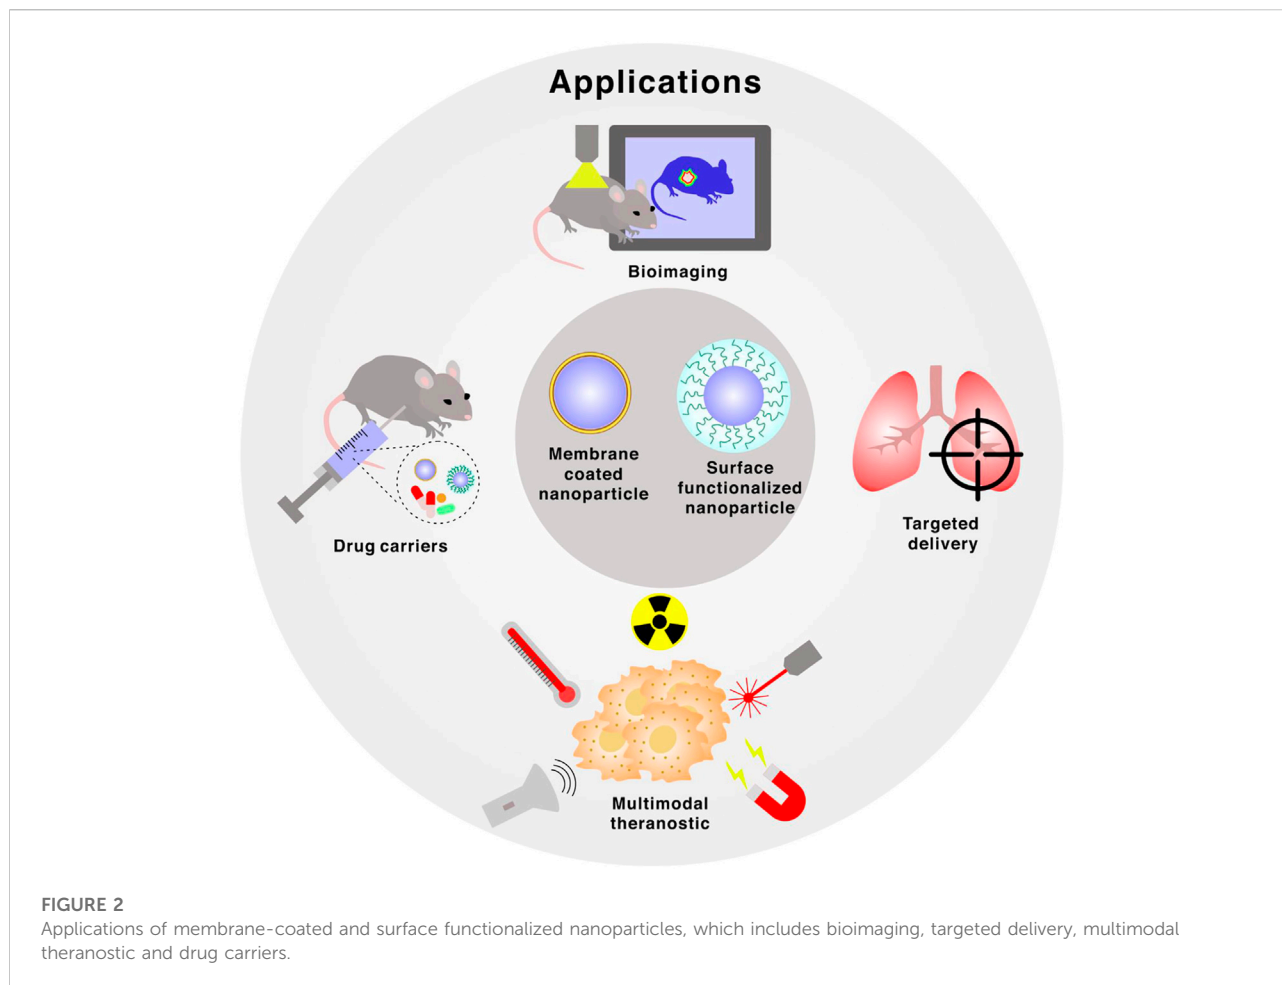 Applications
Bioimaging
Membrane
coated
nanoparticle
Surface
functionalized
nanoparticle
Drug carriers
Targeted
delivery
Multimodal
theranostic
FIGURE 2
Applications of membrane-coated and surface functionalized nanoparticles, which includes bioimaging, targeted delivery, multimodal
theranostic and drug carriers.